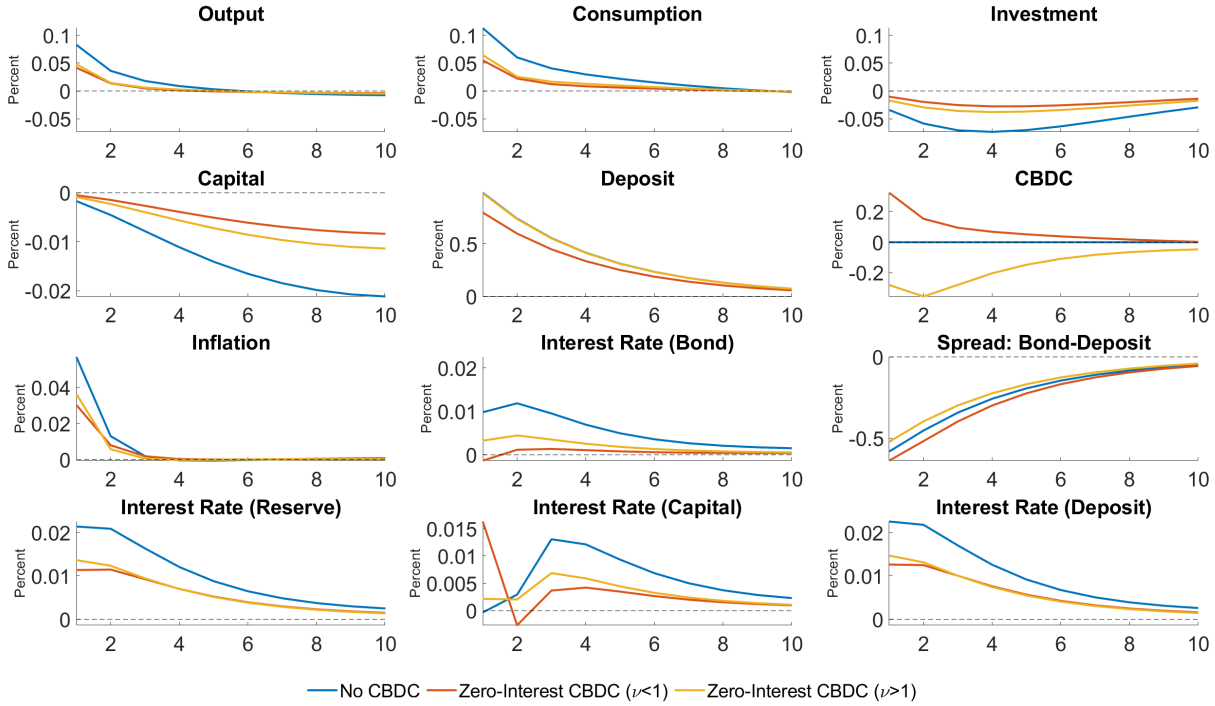 Output
Consumption
Investment
Percent
0.1
0.05
0
-0.05
2 4 6 8 10
Percent
0.1
0.05
0
-0.05
2 4 6 8 10
Percent
0.1
0.05
0
-0.05
2 4 6 8 10
Capital
Deposit
CBDC
Percent
0
-0.01
-0.02
2 4 6 8 10
Percent
0.5
0
2 4 6 8 10
Percent
0.2
0
-0.2
2 4 6 8 10
Inflation
Interest Rate (Bond)
Spread: Bond-Deposit
Percent
0.04
0.02
0
2 4 6 8 10
Percent
0.02
0.01
0
2 4 6 8 10
Percent
0
-0.5
2 4 6 8 10
Interest Rate (Reserve)
Interest Rate (Capital)
Interest Rate (Deposit)
Percent
0.02
0.01
0
2 4 6 8 10
Percent
0.015
0.01
0.005
0
2 4 6 8 10
Percent
0.02
0.01
0
2 4 6 8 10
No CBDC
Zero-Interest CBDC (ν<1)
Zero-Interest CBDC (ν>1)